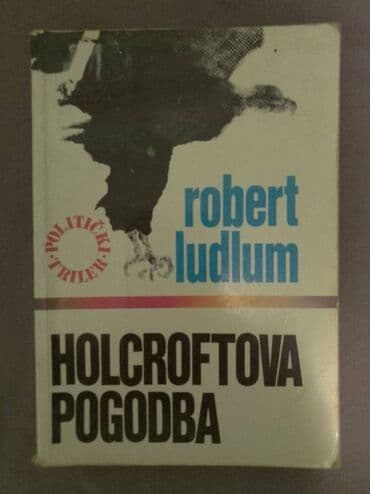 robert
ludlum
POLITIČKI
TRILER
HOLCROFTOVA
POGODBA